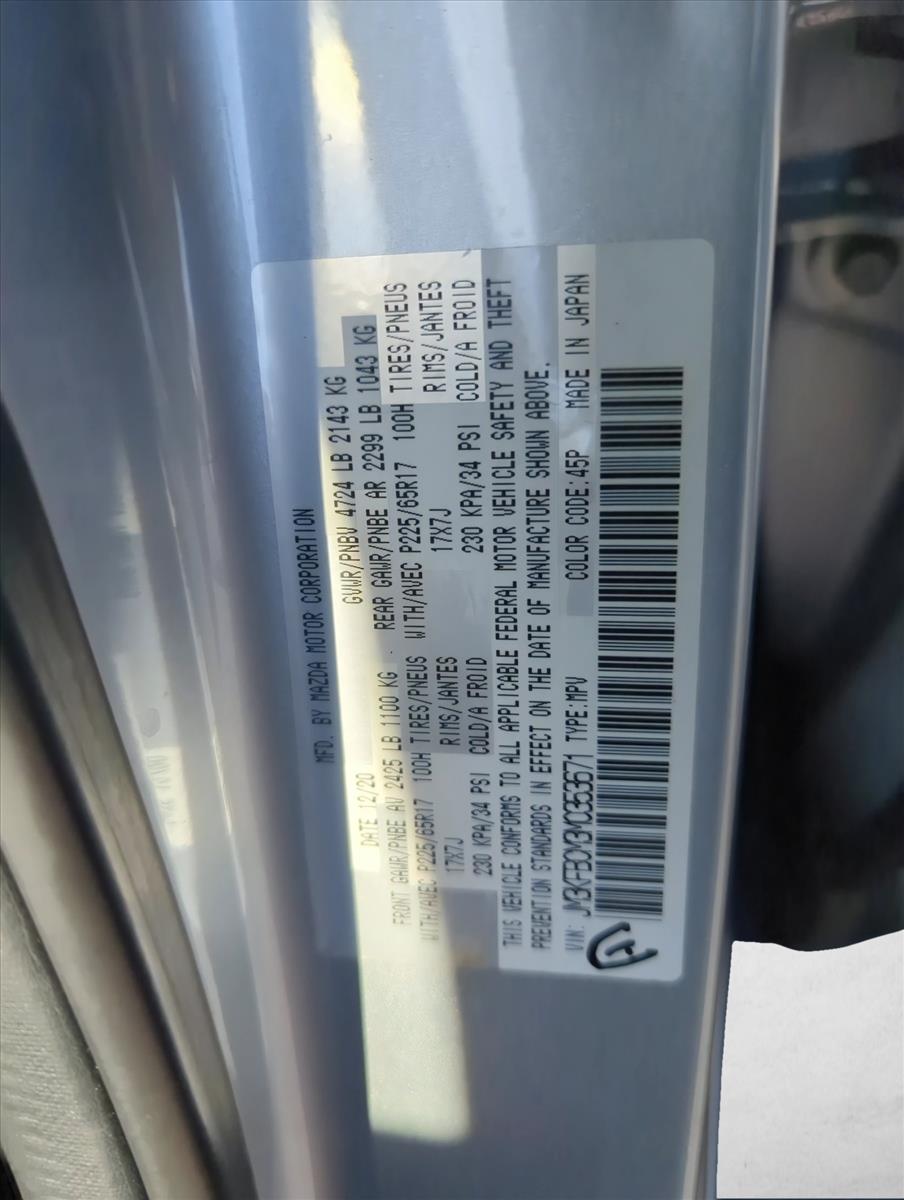 MFD. BY MAZDA MOTOR CORPORATION
DATE 12/20 GVWR/PNBV 4724 LB 2143 KG
FRONT GAWR/PNBE AV 2425 LB 1100 KG REAR GAWR/PNBE AR 2299 LB 1043 KG
WITH/AVEC P225/65R17 100H TIRES/PNEUS WITH/AVEC P225/65R17 100H TIRES/PNEUS
17X7J RIMS/JANTES 17X7J RIMS/JANTES
230 KPA/34 PSI COLD/A FROID 230 KPA/34 PSI COLD/A FROID
THIS VEHICLE CONFORMS TO ALL APPLICABLE FEDERAL MOTOR VEHICLE SAFETY AND THEFT
PREVENTION STANDARDS IN EFFECT ON THE DATE OF MANUFACTURE SHOWN ABOVE.
VIN: JM3KFBCM3M0353671 TYPE:MPV COLOR CODE:45P MADE IN JAPAN